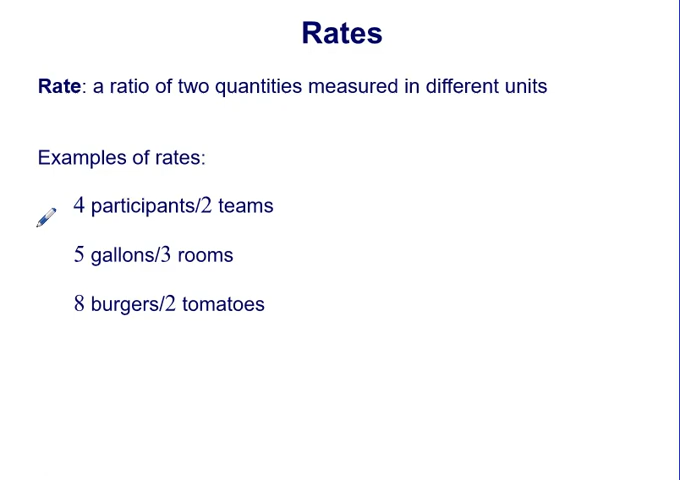 Rates
Rate: a ratio of two quantities measured in different units
Examples of rates:
4 participants/2 teams
5 gallons/3 rooms
8 burgers/2 tomatoes